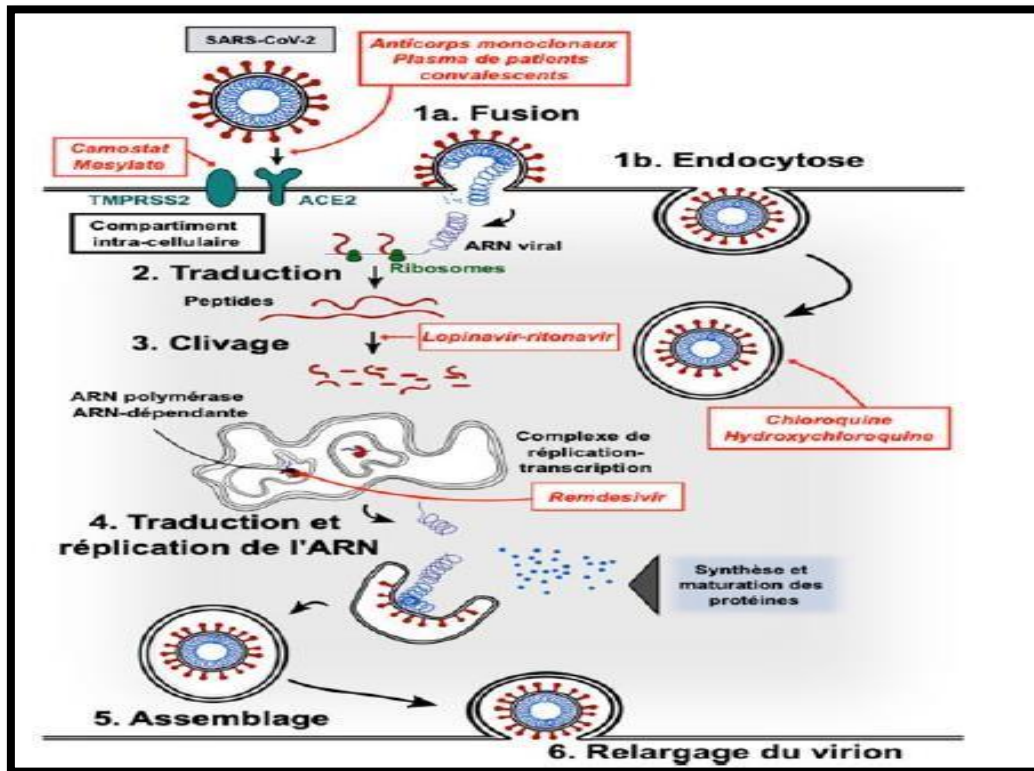 SARS-CoV-2
Anticorps monoclonaux
Plasma de patients
convalescents
1a. Fusion
Camostat
Mesylate
1b. Endocytose
TMPRSS2
ACE2
Compartiment
intra-cellulaire
ARN viral
2. Traduction
Ribosomes
Peptides
3. Clivage
Lopinavir-ritonavir
ARN polymérase
ARN-dépendante
Chloroquine
Hydroxychloroquine
Complexe de
réplication-
transcription
Remdesivir
4. Traduction et
réplication de l'ARN
Synthèse et
maturation des
protéines
5. Assemblage
6. Relargage du virion